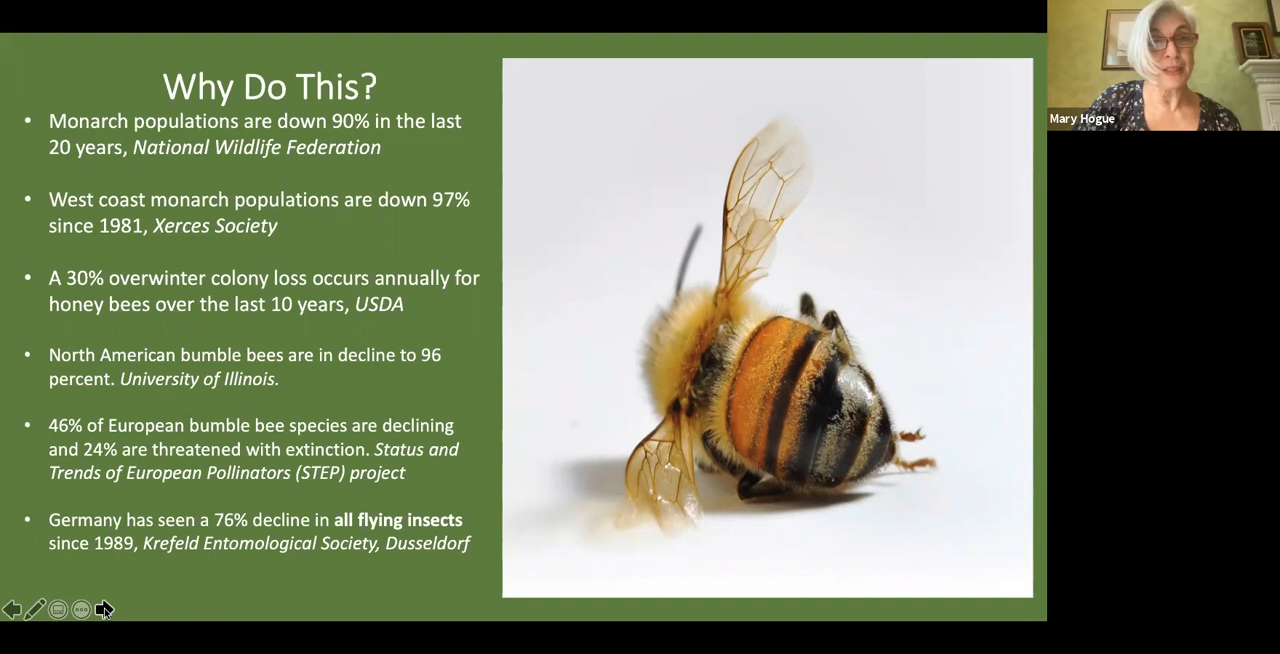 Why Do This?
• Monarch populations are down 90% in the last
20 years, National Wildlife Federation
• West coast monarch populations are down 97%
since 1981, Xerces Society
• A 30% overwinter colony loss occurs annually for
honey bees over the last 10 years, USDA
• North American bumble bees are in decline to 96
percent. University of Illinois.
• 46% of European bumble bee species are declining
and 24% are threatened with extinction. Status and
Trends of European Pollinators (STEP) project
• Germany has seen a 76% decline in all flying insects
since 1989, Krefeld Entomological Society, Dusseldorf
Mary Hogue